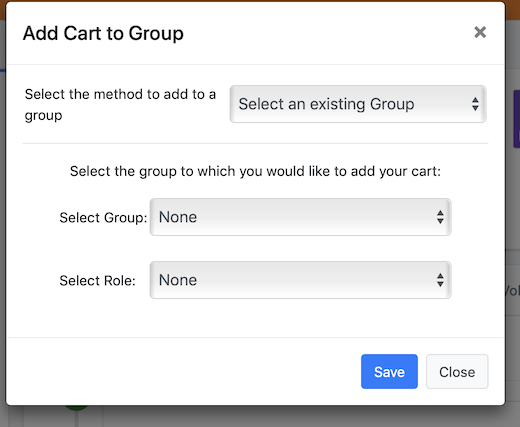 Add Cart to Group ×
Select the method to add to a
group
Select an existing Group
Select the group to which you would like to add your cart:
Select Group: None
Select Role: None
Save Close